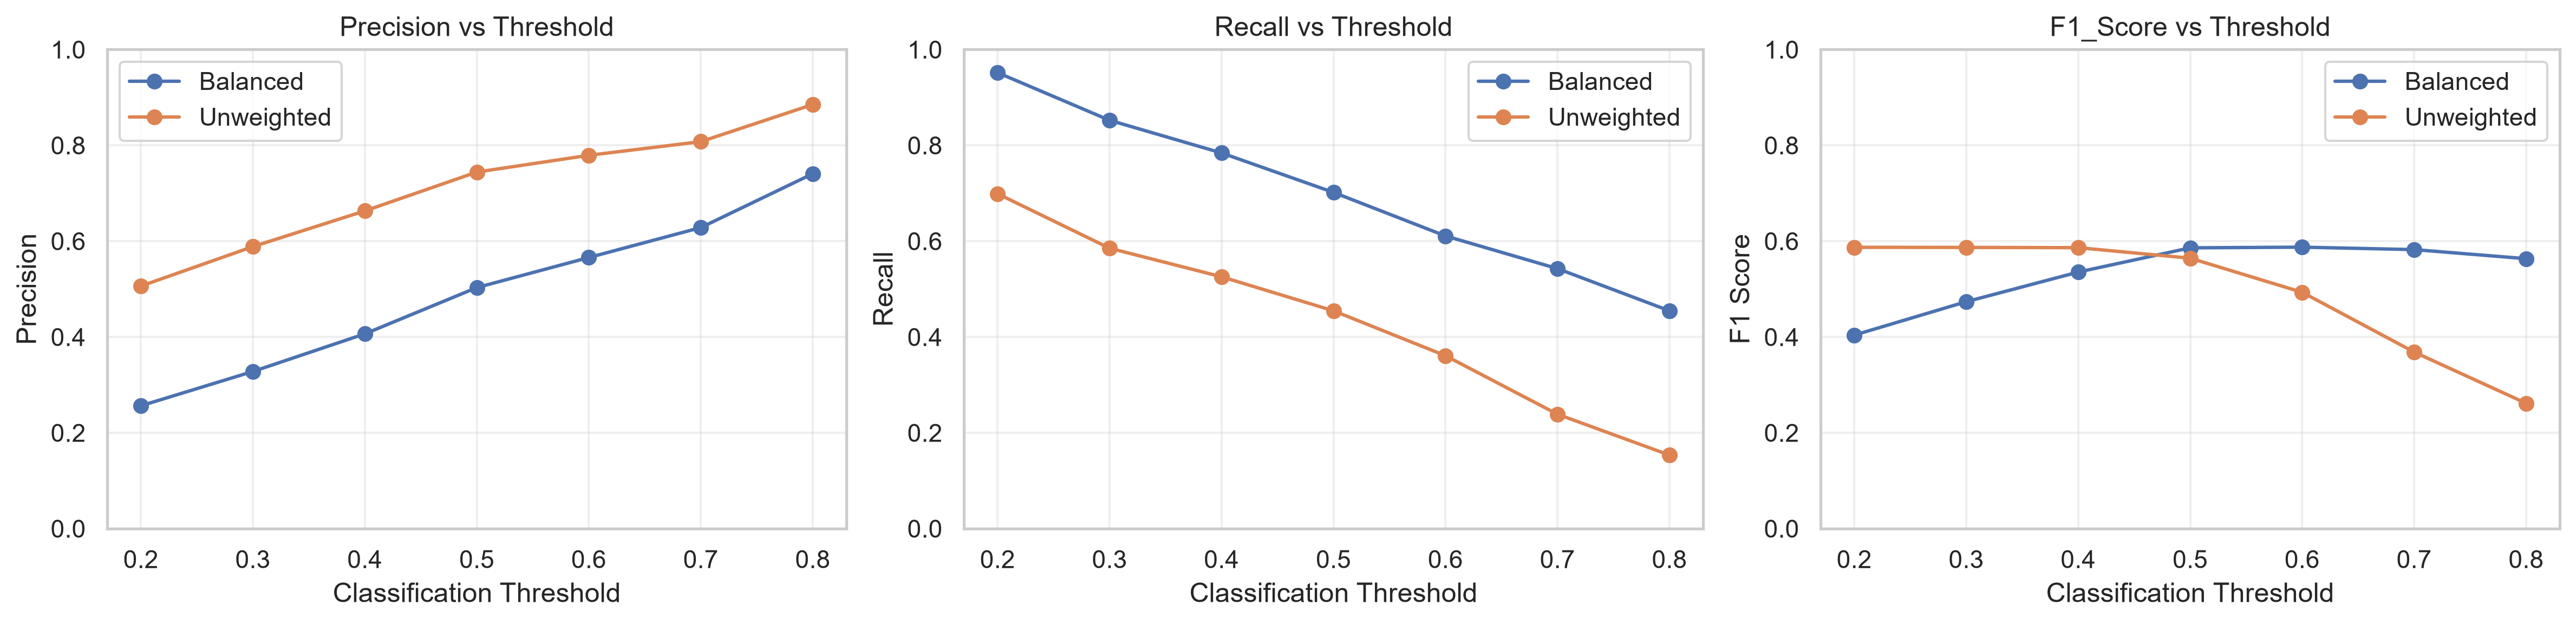 Precision vs Threshold
1.0
0.8
0.6
0.4
0.2
0.0
Precision
Balanced
Unweighted
0.2 0.3 0.4 0.5 0.6 0.7 0.8
Classification Threshold
Recall vs Threshold
1.0
0.8
0.6
0.4
0.2
0.0
Recall
Balanced
Unweighted
0.2 0.3 0.4 0.5 0.6 0.7 0.8
Classification Threshold
F1_Score vs Threshold
1.0
0.8
0.6
0.4
0.2
0.0
F1 Score
Balanced
Unweighted
0.2 0.3 0.4 0.5 0.6 0.7 0.8
Classification Threshold